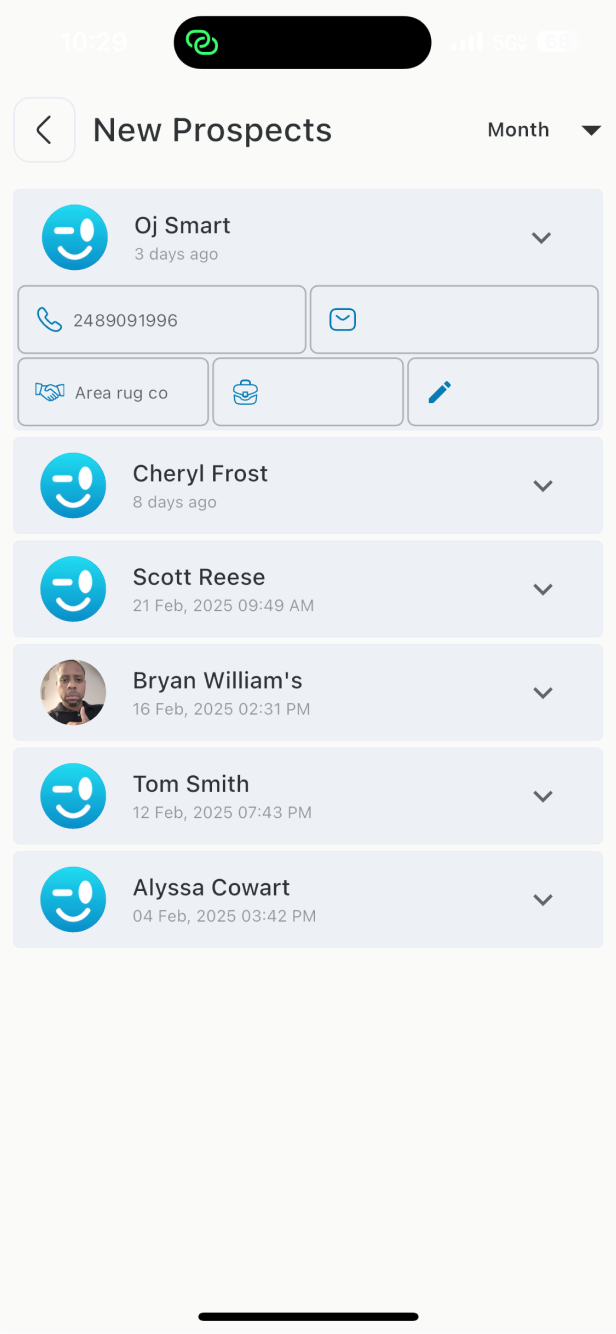 10:29
5G
New Prospects
Month
Oj Smart
3 days ago
2489091996
Area rug co
Cheryl Frost
8 days ago
Scott Reese
21 Feb, 2025 09:49 AM
Bryan William's
16 Feb, 2025 02:31 PM
Tom Smith
12 Feb, 2025 07:43 PM
Alyssa Cowart
04 Feb, 2025 03:42 PM